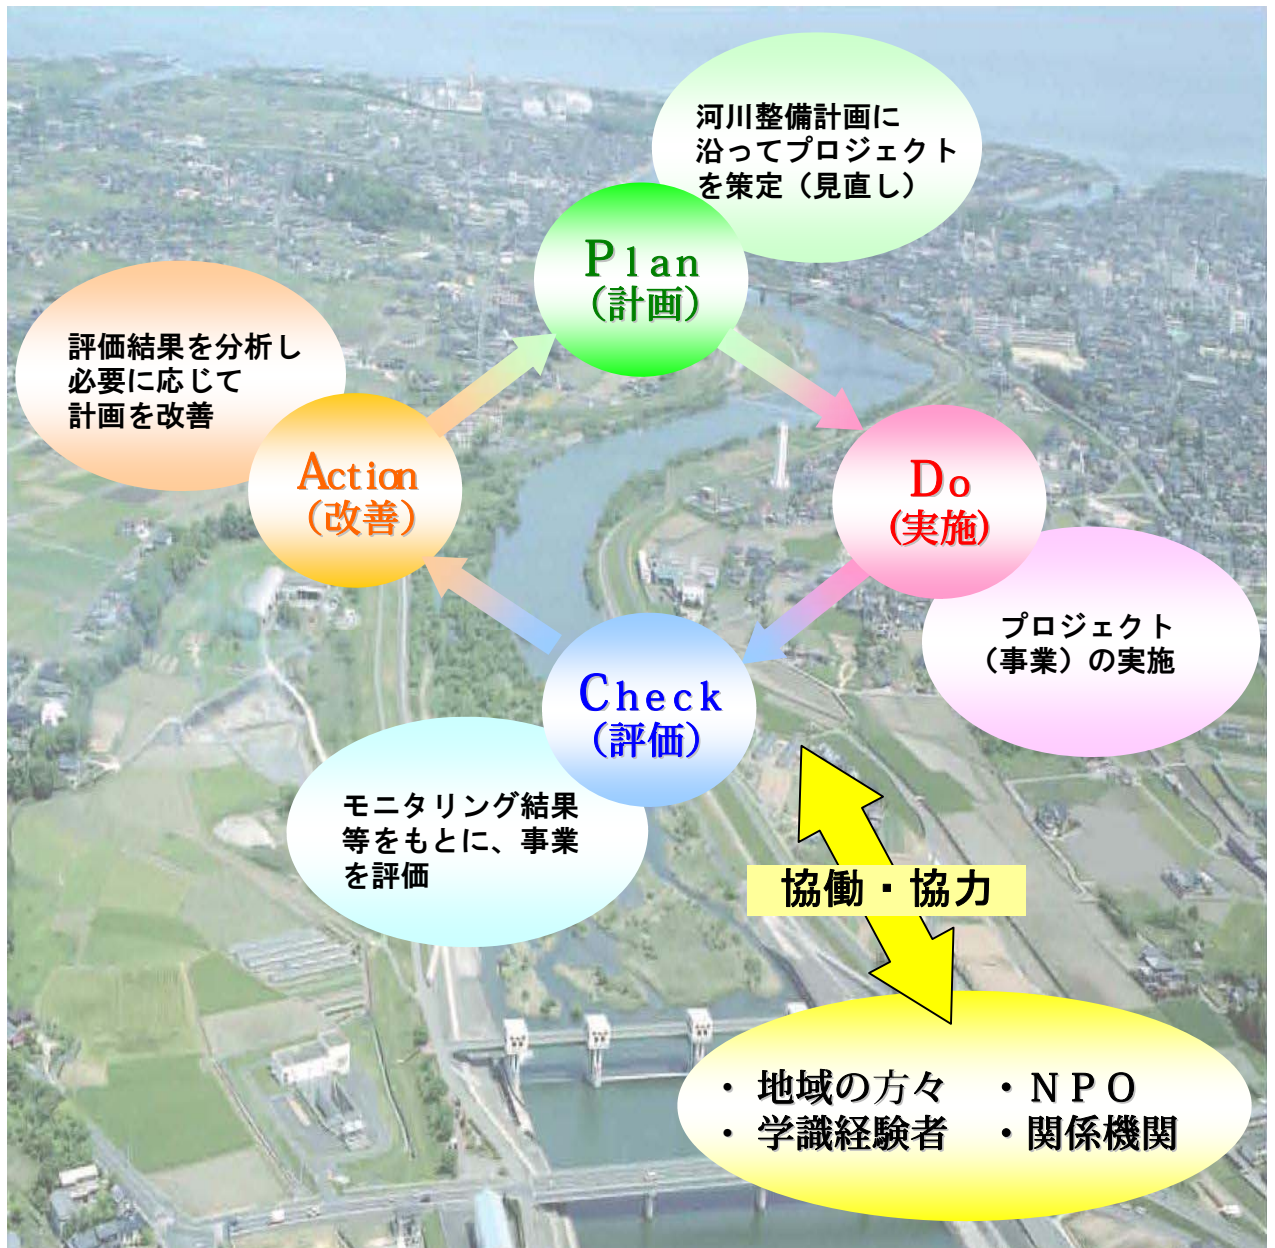 河川整備計画に
沿ってプロジェクト
を策定（見直し）
Plan
（計画）
評価結果を分析し
必要に応じて
計画を改善
Action
（改善）
Do
(実施)
プロジェクト
（事業）の実施
Check
（評価）
モニタリング結果
等をもとに、事業
を評価
協働・協力
・地域の方々 ・ＮＰＯ
・学識経験者 ・関係機関